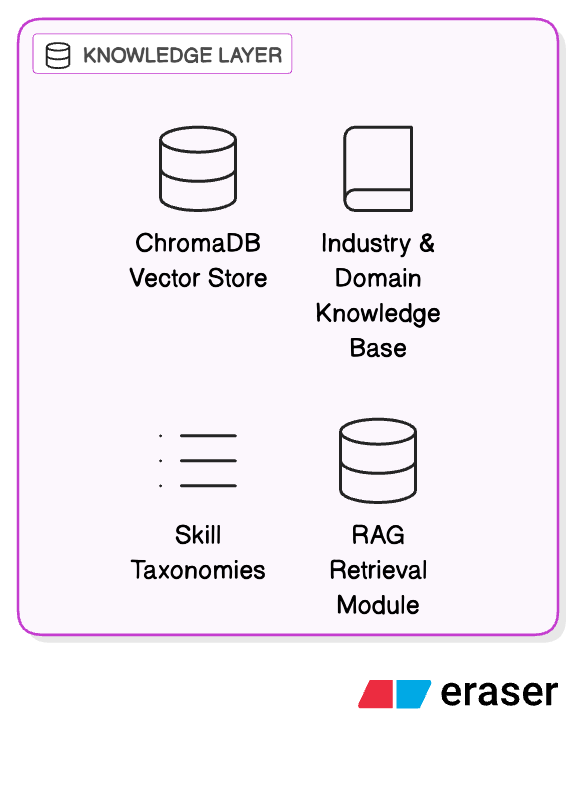 KNOWLEDGE LAYER
ChromaDB
Vector Store
Industry &
Domain
Knowledge
Base
Skill
Taxonomies
RAG
Retrieval
Module
eraser